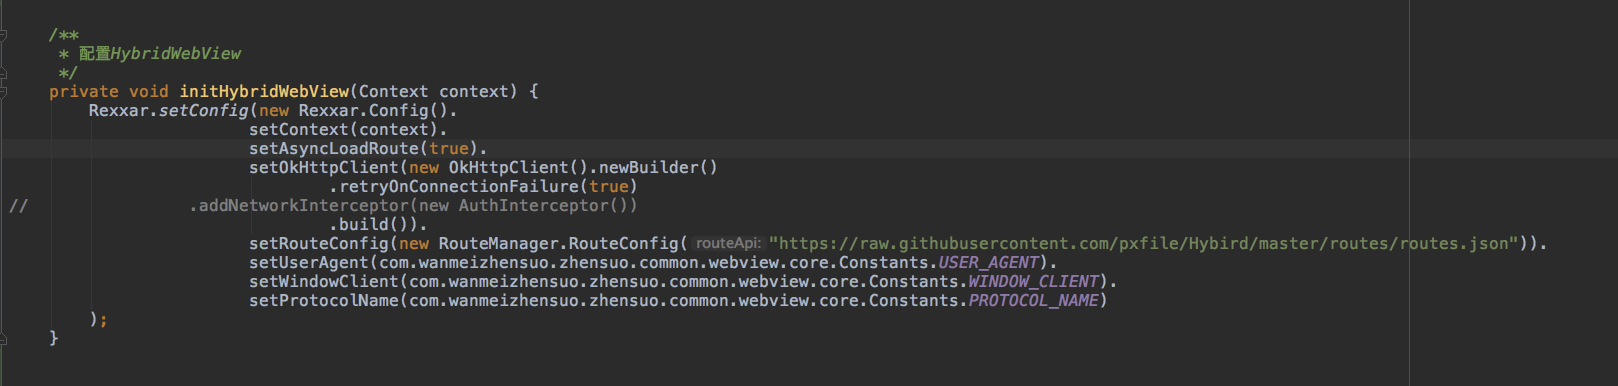 /**
 * 配置HybridWebView
 */
private void initHybridWebView(Context context) {
    Rexxar.setConfig(new Rexxar.Config().
                    setContext(context).
                    setAsyncLoadRoute(true).
                    setOkHttpClient(new OkHttpClient().newBuilder()
                            .retryOnConnectionFailure(true)
//                .addNetworkInterceptor(new AuthInterceptor())
                            .build()).
                    setRouteConfig(new RouteManager.RouteConfig( routeApi: "https://raw.githubusercontent.com/pxfile/Hybird/master/routes/routes.json")).
                    setUserAgent(com.wanmeizhensuo.zhensuo.common.webview.core.Constants.USER_AGENT).
                    setWindowClient(com.wanmeizhensuo.zhensuo.common.webview.core.Constants.WINDOW_CLIENT).
                    setProtocolName(com.wanmeizhensuo.zhensuo.common.webview.core.Constants.PROTOCOL_NAME)
    );
}